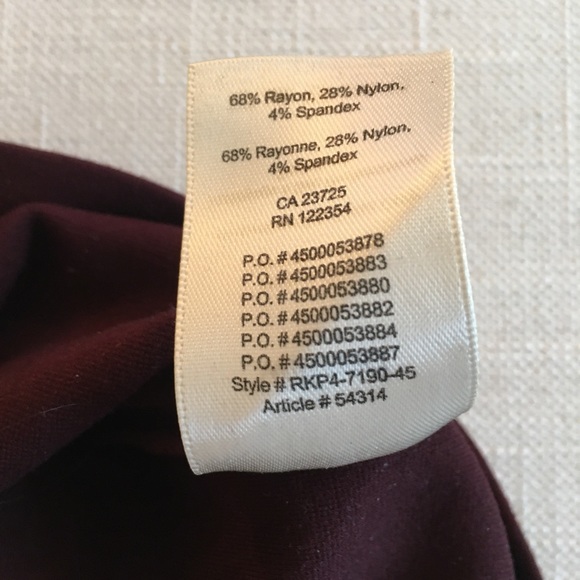 68% Rayon, 28% Nylon,
4% Spandex
68% Rayonne, 28% Nylon,
4% Spandex
CA 23725
RN 122354
P.O. # 4500053878
P.O. # 4500053883
P.O. # 4500053880
P.O. # 4500053882
P.O. # 4500053884
P.O. # 4500053887
Style # RKP4-7190-45
Article # 54314